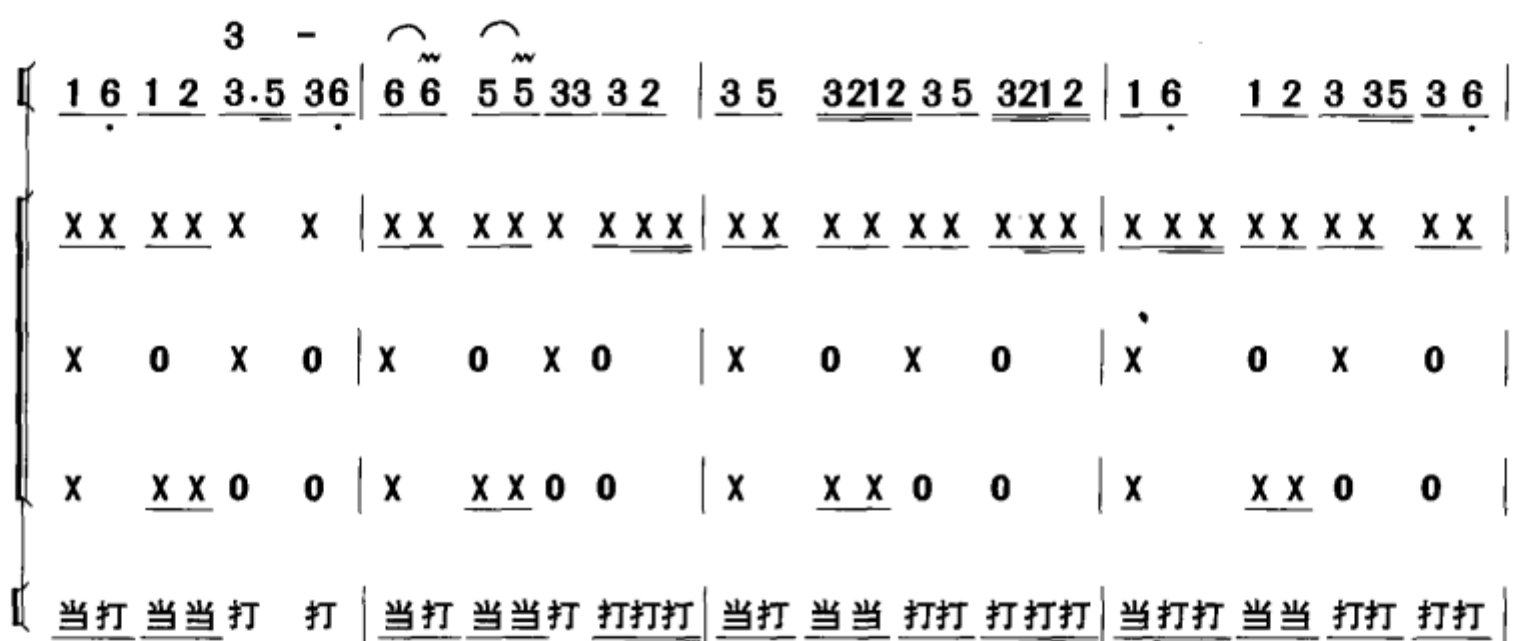 3 -
1 6 1 2 3.5 36 | 6 6 5 5 33 3 2 | 3 5 3212 3 5 3212 | 1 6 1 2 3 35 3 6 |
X X X X X X | X X X X X X X X | X X X X X X X X X | X X X X X X X X X |
X 0 X 0 | X 0 X 0 | X 0 X 0 | X 0 X 0 |
X X X 0 0 | X X X 0 0 | X X X 0 0 | X X X 0 0 |
当打 当当 打 打 | 当打 当当打 打打打 | 当打 当当 打打 打打打 | 当打打 当当 打打 打打 |